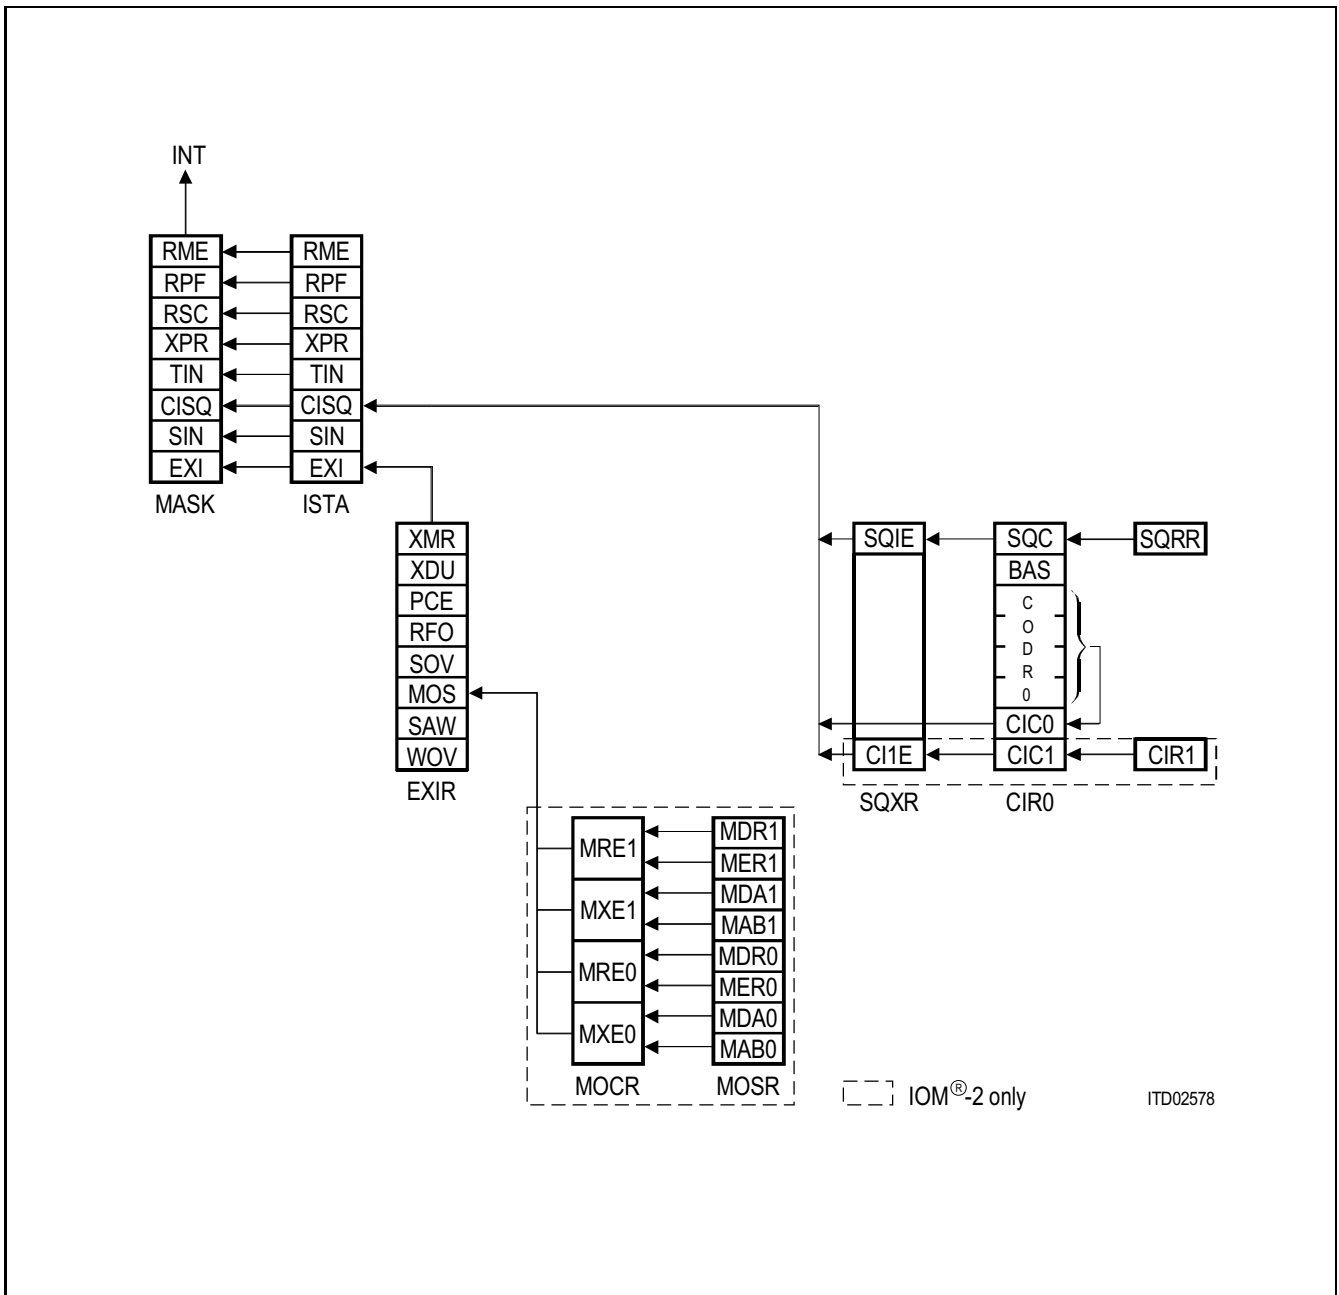 INT
RME RME
RPF RPF
RSC RSC
XPR XPR
TIN TIN
CISQ CISQ
SIN SIN
EXI EXI
MASK ISTA
XMR
XDU
PCE
RFO
SOV
MOS
SAW
WOV
EXIR
SQIE SQC SQRR
BAS
C
O
D
R
0
CIC0
CI1E CIC1 CIR1
SQXR CIR0
MRE1
MXE1
MRE0
MXE0
MOCR
MDR1
MER1
MDA1
MAB1
MDR0
MER0
MDA0
MAB0
MOSR
IOM®-2 only
ITD02578